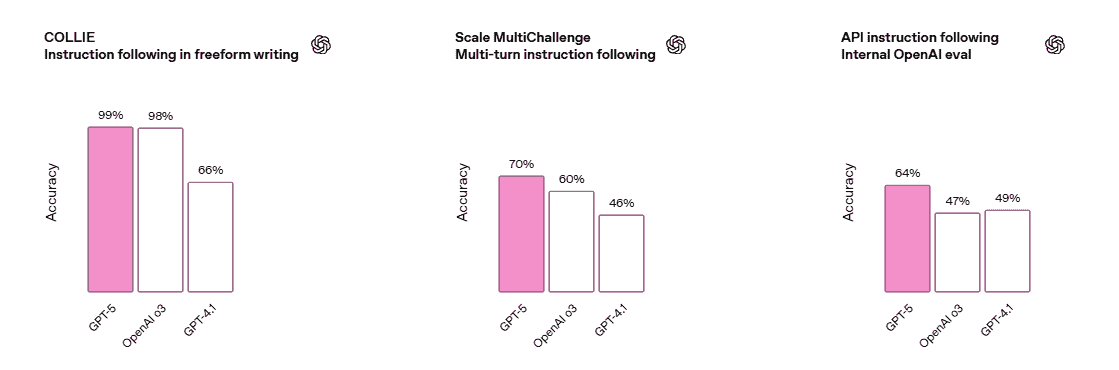 COLLIE
Instruction following in freeform writing
Accuracy
99%
98%
66%
GPT-5
OpenAI o3
GPT-4.1
Scale MultiChallenge
Multi-turn instruction following
Accuracy
70%
60%
46%
GPT-5
OpenAI o3
GPT-4.1
API instruction following
Internal OpenAI eval
Accuracy
64%
47%
49%
GPT-5
OpenAI o3
GPT-4.1